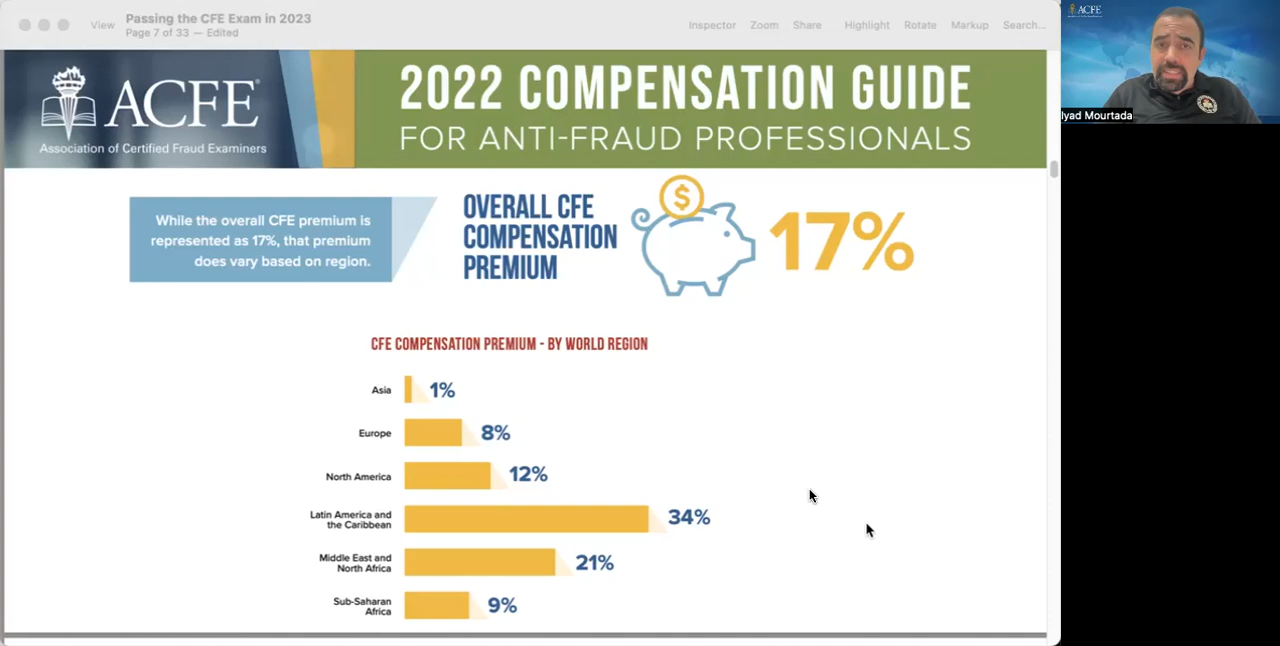 View
Passing the CFE Exam in 2023
Page 7 of 33 — Edited
Inspector
Zoom
Share
Highlight
Rotate
Markup
Search...
ACFE
Iyad Mourtada
ACFE®
Association of Certified Fraud Examiners
2022 COMPENSATION GUIDE
FOR ANTI-FRAUD PROFESSIONALS
While the overall CFE premium is
represented as 17%, that premium
does vary based on region.
OVERALL CFE
COMPENSATION
PREMIUM
$
17%
CFE COMPENSATION PREMIUM - BY WORLD REGION
Asia
1%
Europe
8%
North America
12%
Latin America and
the Caribbean
34%
Middle East and
North Africa
21%
Sub-Saharan
Africa
9%